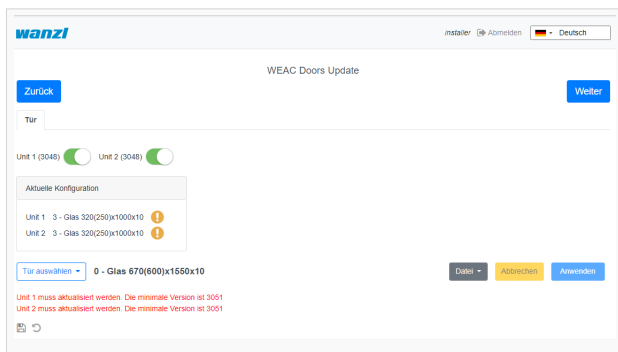 wanzl
installer Abmelden Deutsch
WEAC Doors Update
Zurück Weiter
Tür
Unit 1 (3048) Unit 2 (3048)
Aktuelle Konfiguration
Unit 1 3 - Glas 320(250)x1000x10
Unit 2 3 - Glas 320(250)x1000x10
Tür auswählen 0 - Glas 670(600)x1550x10 Datei Abbrechen Anwenden
Unit 1 muss aktualisiert werden. Die minimale Version ist 3051
Unit 2 muss aktualisiert werden. Die minimale Version ist 3051